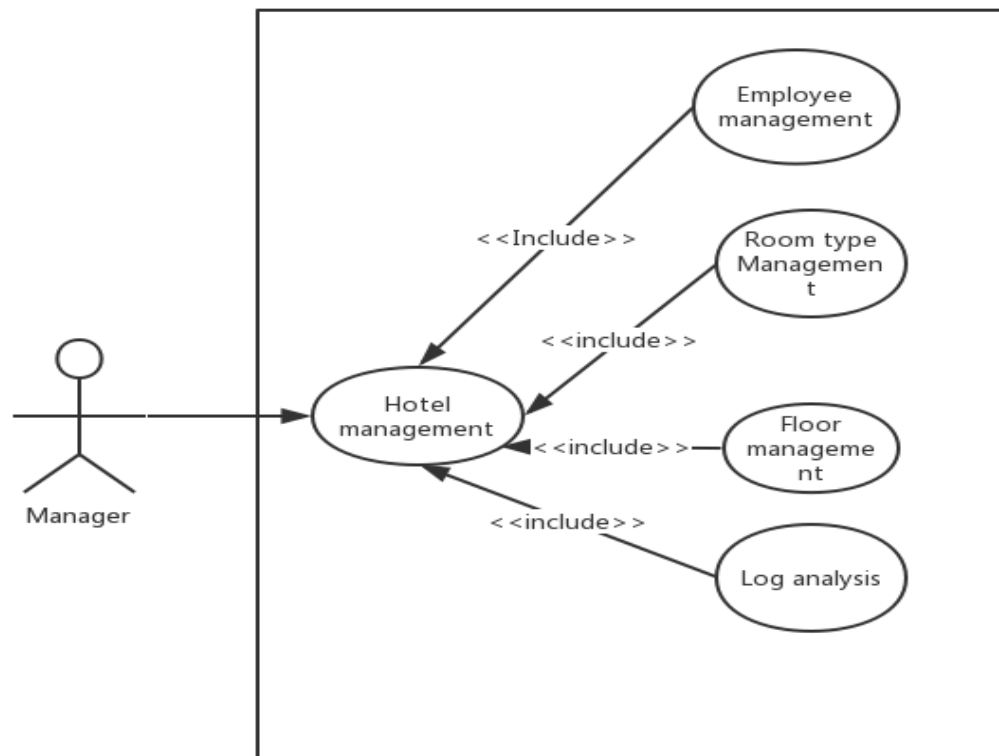 Employee
management
<<Include>>
Room type
Managemen
t
<<include>>
Hotel
management
Floor
manageme
nt
<<include>>
Manager
<<include>>
Log analysis